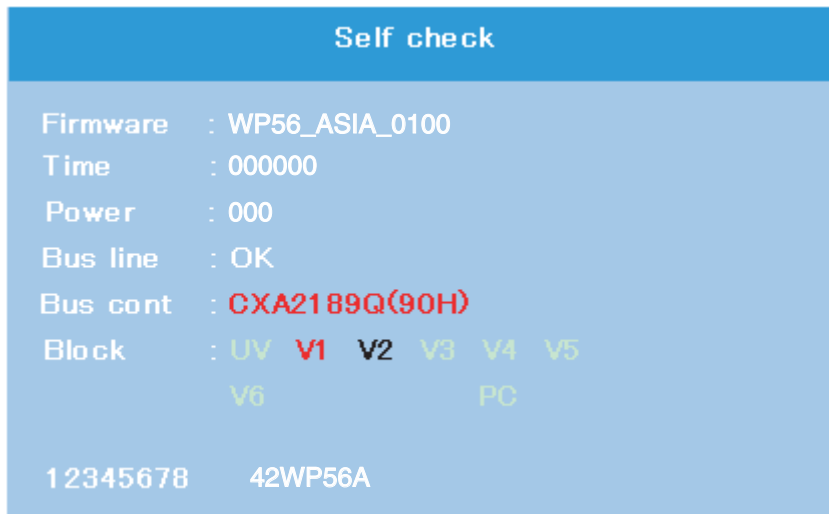 Self check
Firmware : WP56_ASIA_0100
Time : 000000
Power : 000
Bus line : OK
Bus cont : CXA2189Q(90H)
Block : UV V1 V2 V3 V4 V5
V6 PC
12345678 42WP56A